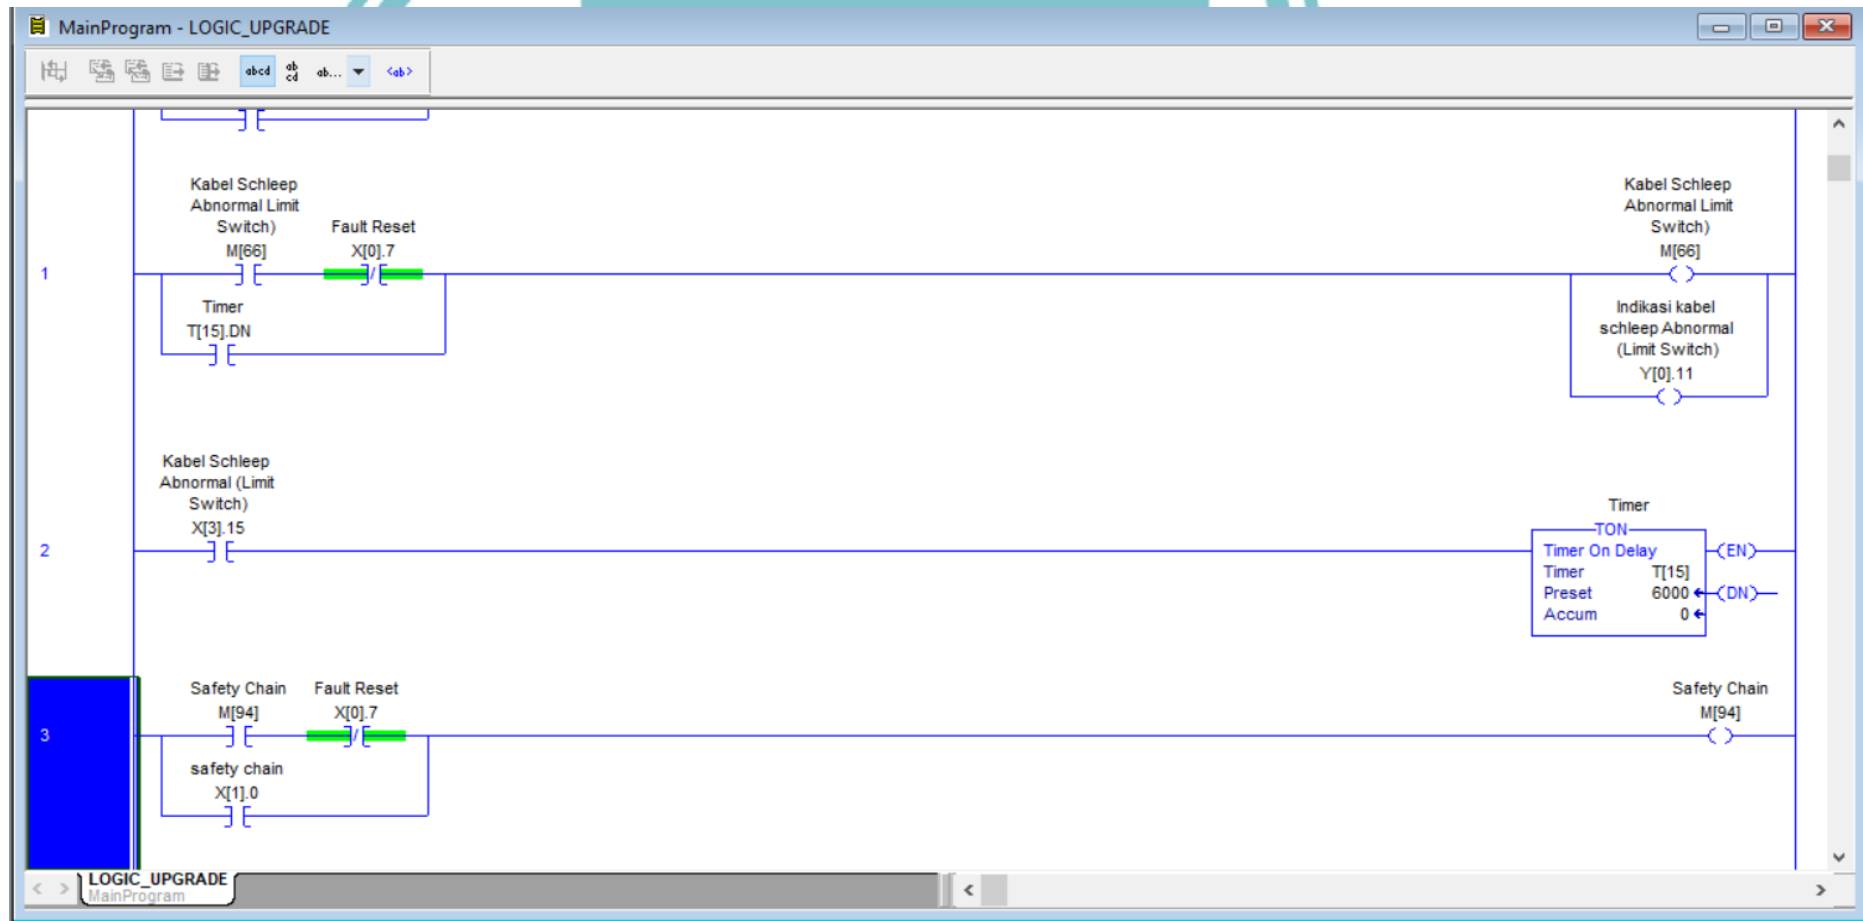 MainProgram - LOGIC_UPGRADE
abcd
ab
cd
ab...
<ab>
Kabel Schleep
Abnormal Limit
Switch)
M[66]
Fault Reset
X[0].7
Kabel Schleep
Abnormal Limit
Switch)
M[66]
1
Timer
T[15].DN
Indikasi kabel
schleep Abnormal
(Limit Switch)
Y[0].11
Kabel Schleep
Abnormal (Limit
Switch)
X[3].15
2
Timer
TON
Timer On Delay
(EN)
Timer T[15]
Preset 6000
(DN)
Accum 0
Safety Chain
M[94]
Fault Reset
X[0].7
Safety Chain
M[94]
3
safety chain
X[1].0
LOGIC_UPGRADE
MainProgram